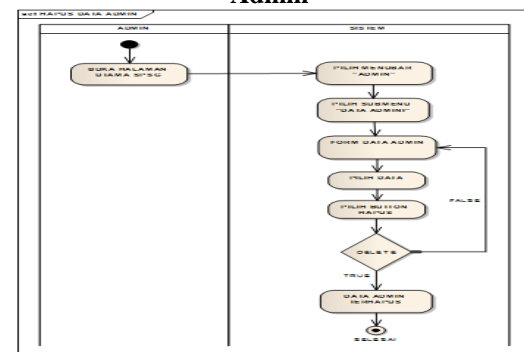 Admin
act HAPUS DATA ADMIN
ADMIN
SISTEM
BUKA HALAMAN
UTAMA SPSG
PILIH MENUBAR
"ADMIN"
PILIH SUBMENU
"DATA ADMIN"
FORM DATA ADMIN
PILIH DATA
PILIH BUTTON
HAPUS
FALSE
DELETE
TRUE
DATA ADMIN
TERHAPUS
SELESAI